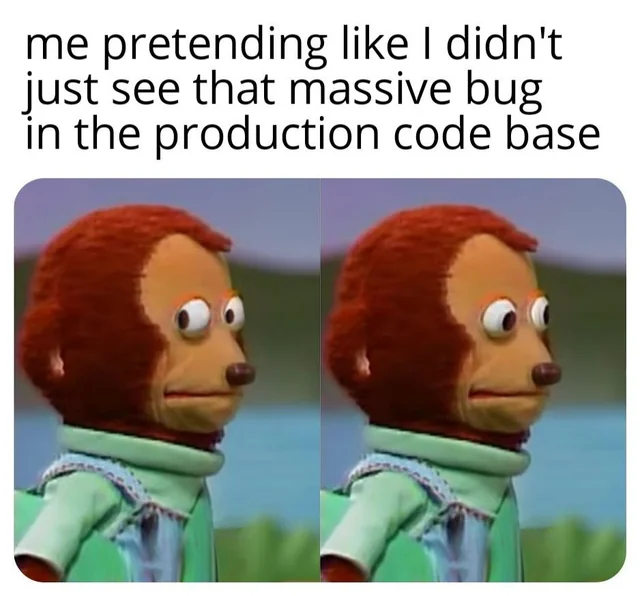 me pretending like I didn't
just see that massive bug
in the production code base